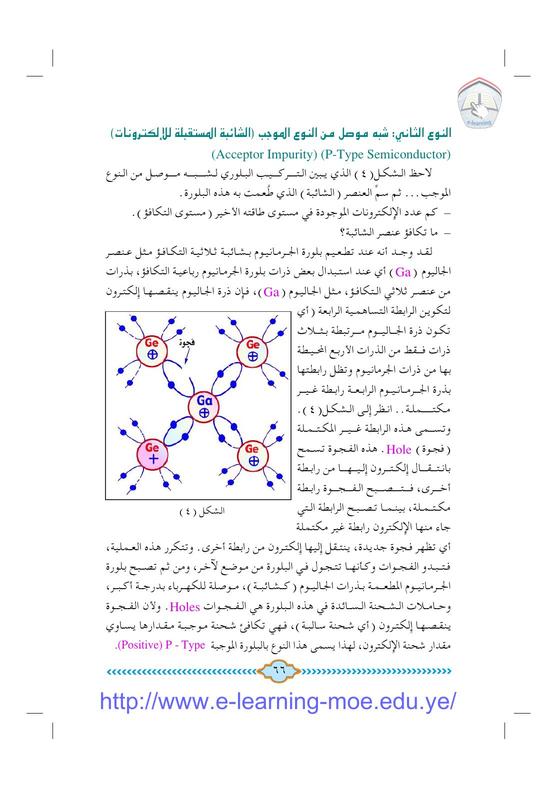 e-learning
النوع الثاني: شبه موصل من النوع الموجب (الشائبة المستقبلة للإلكترونات)
(Acceptor Impurity) (P-Type Semiconductor)
لاحظ الشكل( ٤ ) الذي يبين التركيب البلوري لشبه موصل من النوع
الموجب... ثم سمِّ العنصر ( الشائبة ) الذي طُعمت به هذه البلورة .
– كم عدد الإلكترونات الموجودة في مستوى طاقته الأخير ( مستوى التكافؤ ) .
– ما تكافؤ عنصر الشائبة؟
لقد وجد أنه عند تطعيم بلورة الجرمانيوم بشائبة ثلاثية التكافؤ مثل عنصر
الجاليوم ( Ga ) أي عند استبدال بعض ذرات بلورة الجرمانيوم رباعية التكافؤ، بذرات
من عنصر ثلاثي التكافؤ، مثل الجاليوم ( Ga )، فإن ذرة الجاليوم ينقصها إلكترون
لتكوين الرابطة التساهمية الرابعة ( أي
تكون ذرة الجاليوم مرتبطة بثلاث
ذرات فقط من الذرات الأربع المحيطة
بها من ذرات الجرمانيوم وتظل رابطتها
بذرة الجرمانيوم الرابعة رابطة غير
مكتملة . . انظر إلى الشكل( ٤ ) .
وتسمى هذه الرابطة غير المكتملة
( فجوة ) Hole . هذه الفجوة تسمح
بانتقال إلكترون إليها من رابطة
أخرى، فتصبح الفجوة رابطة
مكتملة، بينما تصبح الرابطة التي
جاء منها الإلكترون رابطة غير مكتملة
Ge
فجوة
Ge
Ga
Ge
Ge
الشكل ( ٤ )
أي تظهر فجوة جديدة، ينتقل إليها إلكترون من رابطة أخرى. وتتكرر هذه العملية،
فتبدو الفجوات وكأنها تتجول في البلورة من موضع لآخر، ومن ثم تصبح بلورة
الجرمانيوم المطعمة بذرات الجاليوم ( كشائبة )، موصلة للكهرباء بدرجة أكبر،
وحاملات الشحنة السائدة في هذه البلورة هي الفجوات Holes. ولأن الفجوة
ينقصها إلكترون ( أي شحنة سالبة )، فهي تكافئ شحنة موجبة مقدارها يساوي
مقدار شحنة الإلكترون، لهذا يسمى هذا النوع بالبلورة الموجبة (Positive) P - Type.
٦٦
http://www.e-learning-moe.edu.ye/